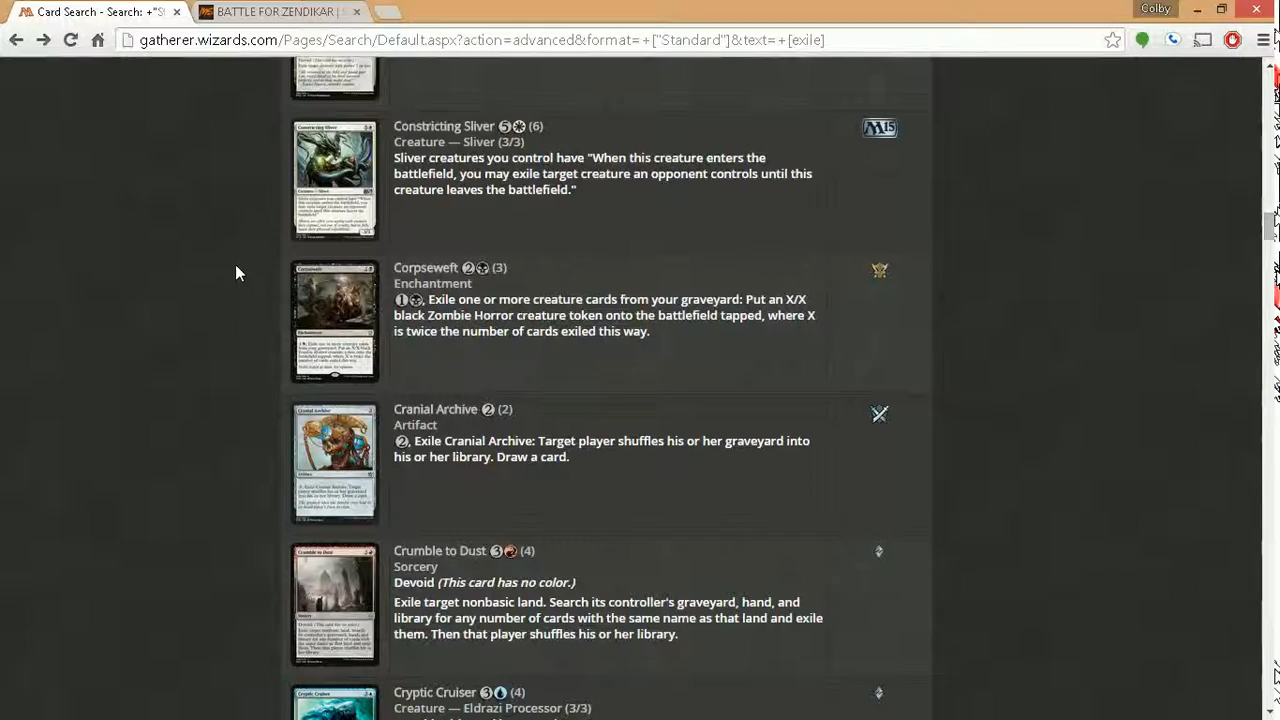 Card Search - Search: +"St
BATTLE FOR ZENDIKAR | S
Colby
gatherer.wizards.com/Pages/Search/Default.aspx?action=advanced&format=+["Standard"]&text=+[exile]
Constricting Sliver (6)
M15
Creature — Sliver (3/3)
Sliver creatures you control have "When this creature enters the
battlefield, you may exile target creature an opponent controls until this
creature leaves the battlefield."
Corpseweft 2 (3)
Enchantment
1, Exile one or more creature cards from your graveyard: Put an X/X
black Zombie Horror creature token onto the battlefield tapped, where X
is twice the number of cards exiled this way.
Cranial Archive 2 (2)
Artifact
2, Exile Cranial Archive: Target player shuffles his or her graveyard into
his or her library. Draw a card.
Crumble to Dust 3 (4)
Sorcery
Devoid (This card has no color.)
Exile target nonbasic land. Search its controller's graveyard, hand, and
library for any number of cards with the same name as that land and exile
them. Then that player shuffles his or her library.
Cryptic Cruiser 3 (4)
Creature — Eldrazi Processor (3/3)